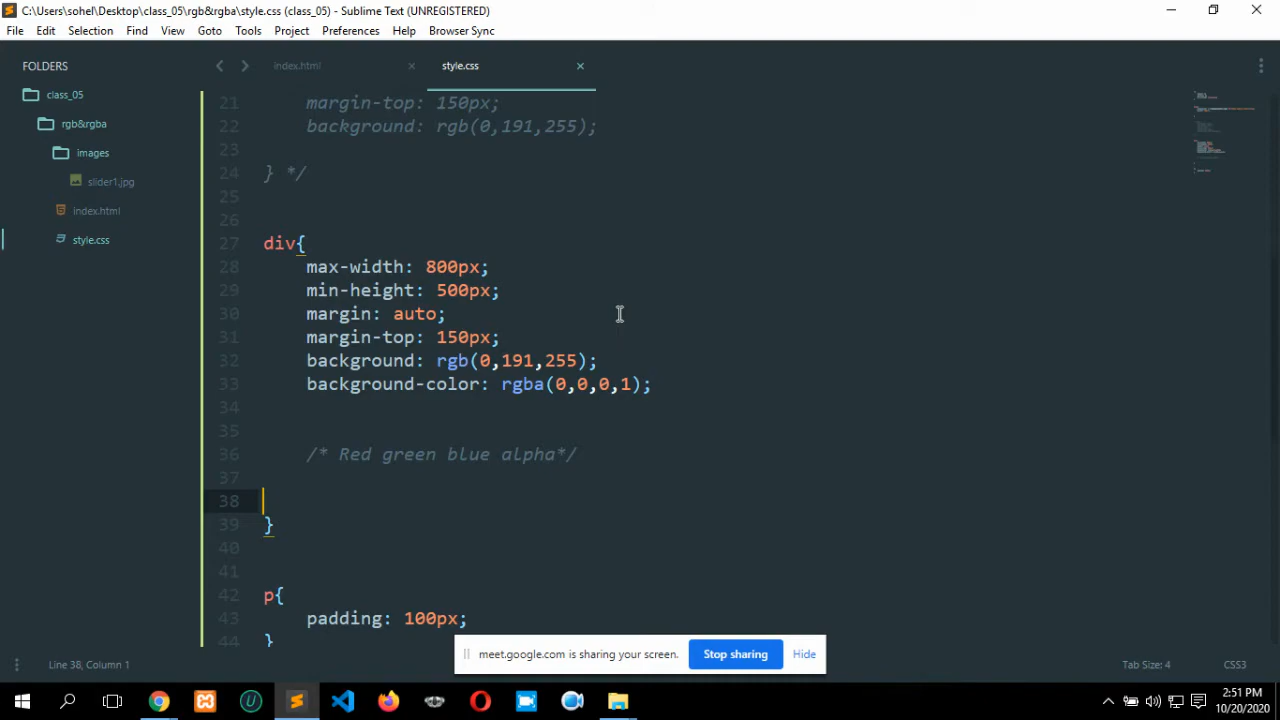 C:\Users\sohel\Desktop\class_05\rgb&rgba\style.css (class_05) - Sublime Text (UNREGISTERED)
File Edit Selection Find View Goto Tools Project Preferences Help Browser Sync
FOLDERS
class_05
rgb&rgba
images
slider1.jpg
index.html
style.css
index.html × style.css ×
21 margin-top: 150px;
22 background: rgb(0,191,255);
23
24 } */
25
26
27 div{
28 max-width: 800px;
29 min-height: 500px;
30 margin: auto;
31 margin-top: 150px;
32 background: rgb(0,191,255);
33 background-color: rgba(0,0,0,1);
34
35
36 /* Red green blue alpha*/
37
38
39 }
40
41
42 p{
43 padding: 100px;
44 }
meet.google.com is sharing your screen. Stop sharing Hide
Line 38, Column 1 Tab Size: 4 CSS3
2:51 PM
10/20/2020